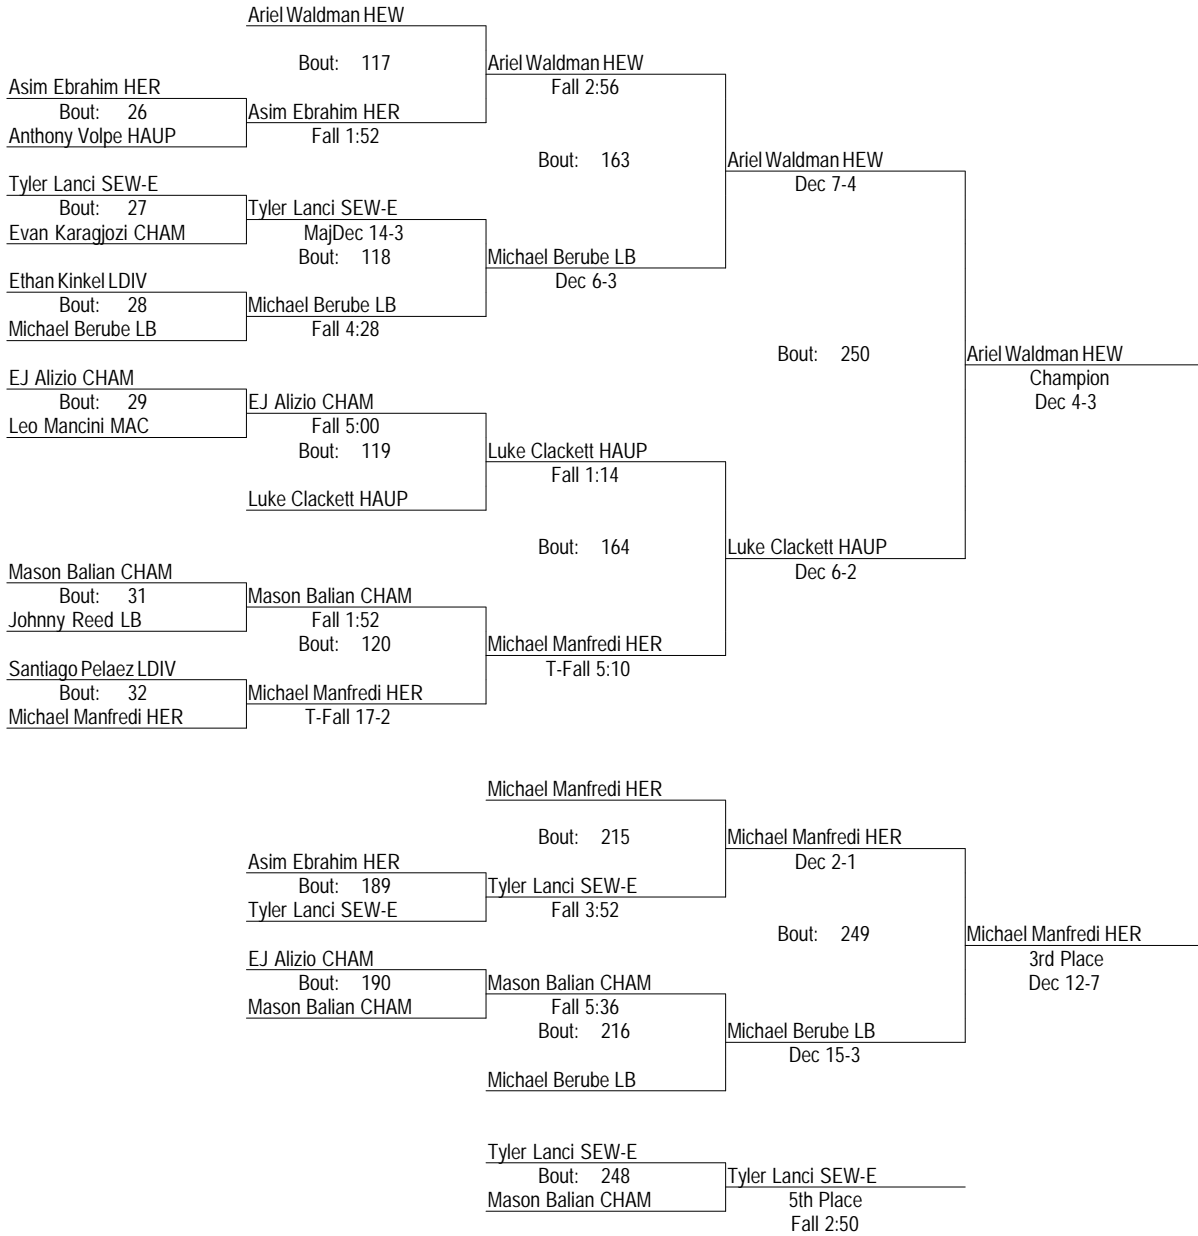 Ariel Waldman HEW
Bout: 117
Ariel Waldman HEW
Fall 2:56
Asim Ebrahim HER
Bout: 26
Anthony Volpe HAUP
Asim Ebrahim HER
Fall 1:52
Bout: 163
Ariel Waldman HEW
Dec 7-4
Tyler Lanci SEW-E
Bout: 27
Evan Karagjozi CHAM
Tyler Lanci SEW-E
MajDec 14-3
Bout: 118
Michael Berube LB
Dec 6-3
Ethan Kinkel LDIV
Bout: 28
Michael Berube LB
Michael Berube LB
Fall 4:28
Bout: 250
Ariel Waldman HEW
Champion
Dec 4-3
EJ Alizio CHAM
Bout: 29
Leo Mancini MAC
EJ Alizio CHAM
Fall 5:00
Bout: 119
Luke Clackett HAUP
Fall 1:14
Luke Clackett HAUP
Bout: 164
Luke Clackett HAUP
Dec 6-2
Mason Balian CHAM
Bout: 31
Johnny Reed LB
Mason Balian CHAM
Fall 1:52
Bout: 120
Michael Manfredi HER
T-Fall 5:10
Santiago Pelaez LDIV
Bout: 32
Michael Manfredi HER
Michael Manfredi HER
T-Fall 17-2
Michael Manfredi HER
Bout: 215
Michael Manfredi HER
Dec 2-1
Asim Ebrahim HER
Bout: 189
Tyler Lanci SEW-E
Tyler Lanci SEW-E
Fall 3:52
Bout: 249
Michael Manfredi HER
3rd Place
Dec 12-7
EJ Alizio CHAM
Bout: 190
Mason Balian CHAM
Mason Balian CHAM
Fall 5:36
Bout: 216
Michael Berube LB
Dec 15-3
Michael Berube LB
Tyler Lanci SEW-E
Bout: 248
Mason Balian CHAM
Tyler Lanci SEW-E
5th Place
Fall 2:50